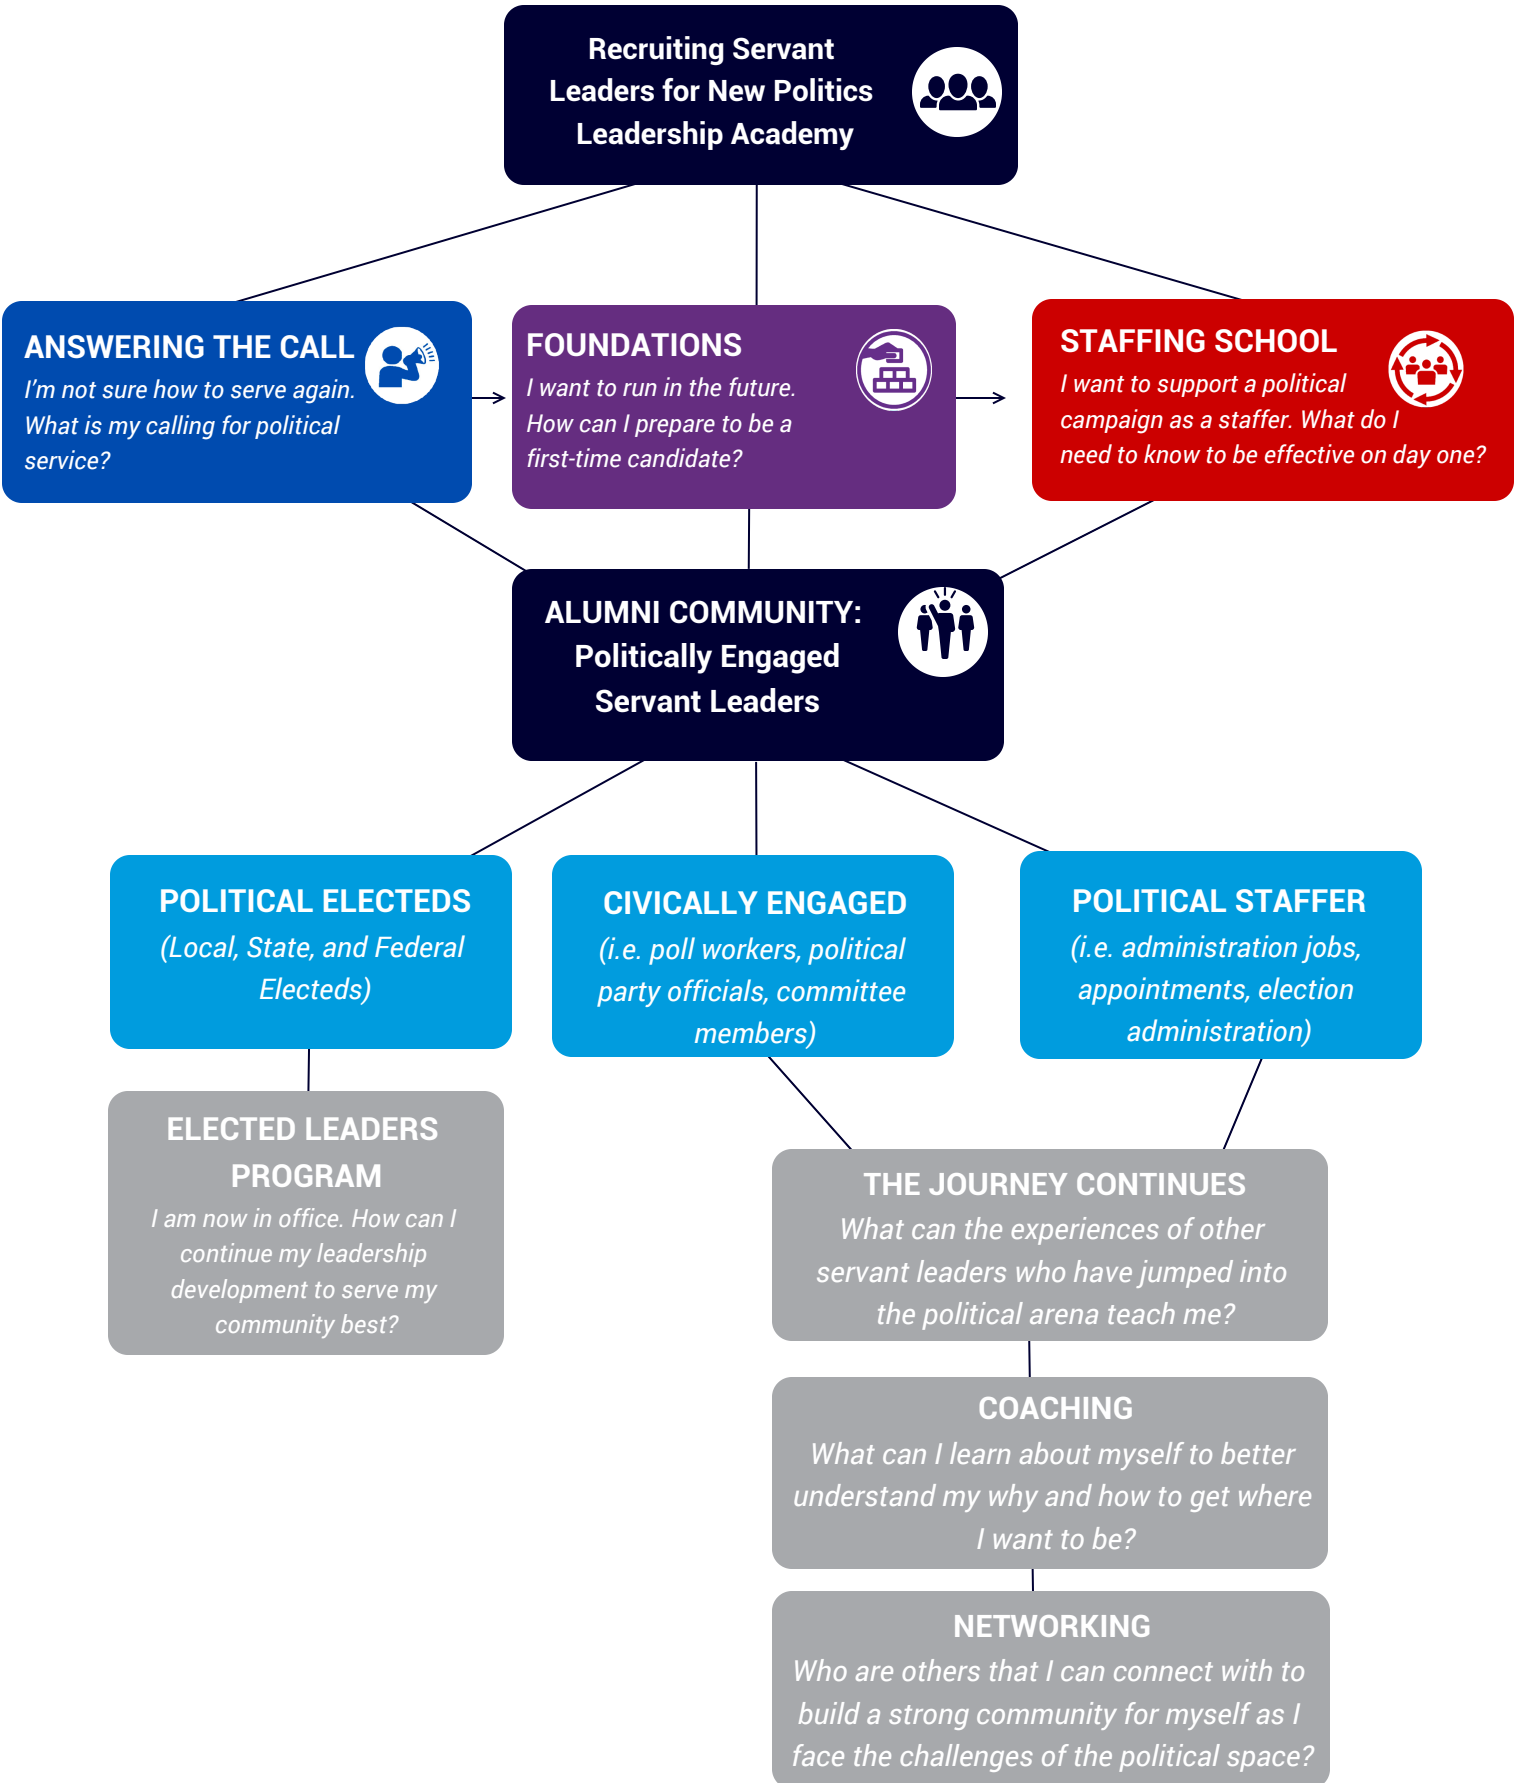 Recruiting Servant
Leaders for New Politics
Leadership Academy
ANSWERING THE CALL
I’m not sure how to serve again.
What is my calling for political
service?
FOUNDATIONS
I want to run in the future.
How can I prepare to be a
first-time candidate?
STAFFING SCHOOL
I want to support a political
campaign as a staffer. What do I
need to know to be effective on day one?
ALUMNI COMMUNITY:
Politically Engaged
Servant Leaders
POLITICAL ELECTEDS
(Local, State, and Federal
Electeds)
CIVICALLY ENGAGED
(i.e. poll workers, political
party officials, committee
members)
POLITICAL STAFFER
(i.e. administration jobs,
appointments, election
administration)
ELECTED LEADERS
PROGRAM
I am now in office. How can I
continue my leadership
development to serve my
community best?
THE JOURNEY CONTINUES
What can the experiences of other
servant leaders who have jumped into
the political arena teach me?
COACHING
What can I learn about myself to better
understand my why and how to get where
I want to be?
NETWORKING
Who are others that I can connect with to
build a strong community for myself as I
face the challenges of the political space?